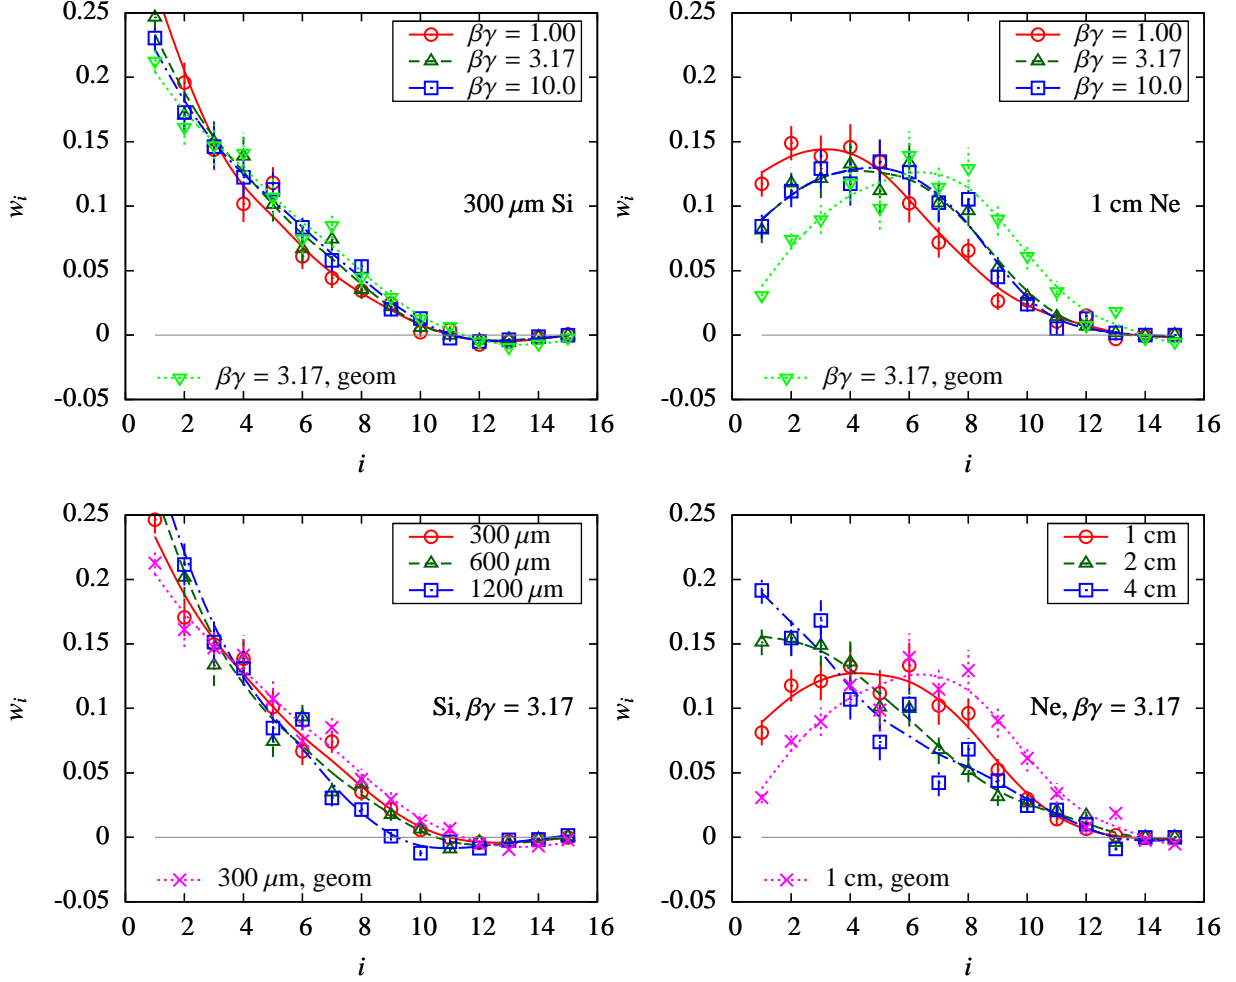 0.25
0.2
0.15
0.1
0.05
0
-0.05
w_i
0 2 4 6 8 10 12 14 16
i
βγ = 1.00
βγ = 3.17
βγ = 10.0
300 μm Si
βγ = 3.17, geom
0.25
0.2
0.15
0.1
0.05
0
-0.05
w_i
0 2 4 6 8 10 12 14 16
i
βγ = 1.00
βγ = 3.17
βγ = 10.0
1 cm Ne
βγ = 3.17, geom
0.25
0.2
0.15
0.1
0.05
0
-0.05
w_i
0 2 4 6 8 10 12 14 16
i
300 μm
600 μm
1200 μm
Si, βγ = 3.17
300 μm, geom
0.25
0.2
0.15
0.1
0.05
0
-0.05
w_i
0 2 4 6 8 10 12 14 16
i
1 cm
2 cm
4 cm
Ne, βγ = 3.17
1 cm, geom